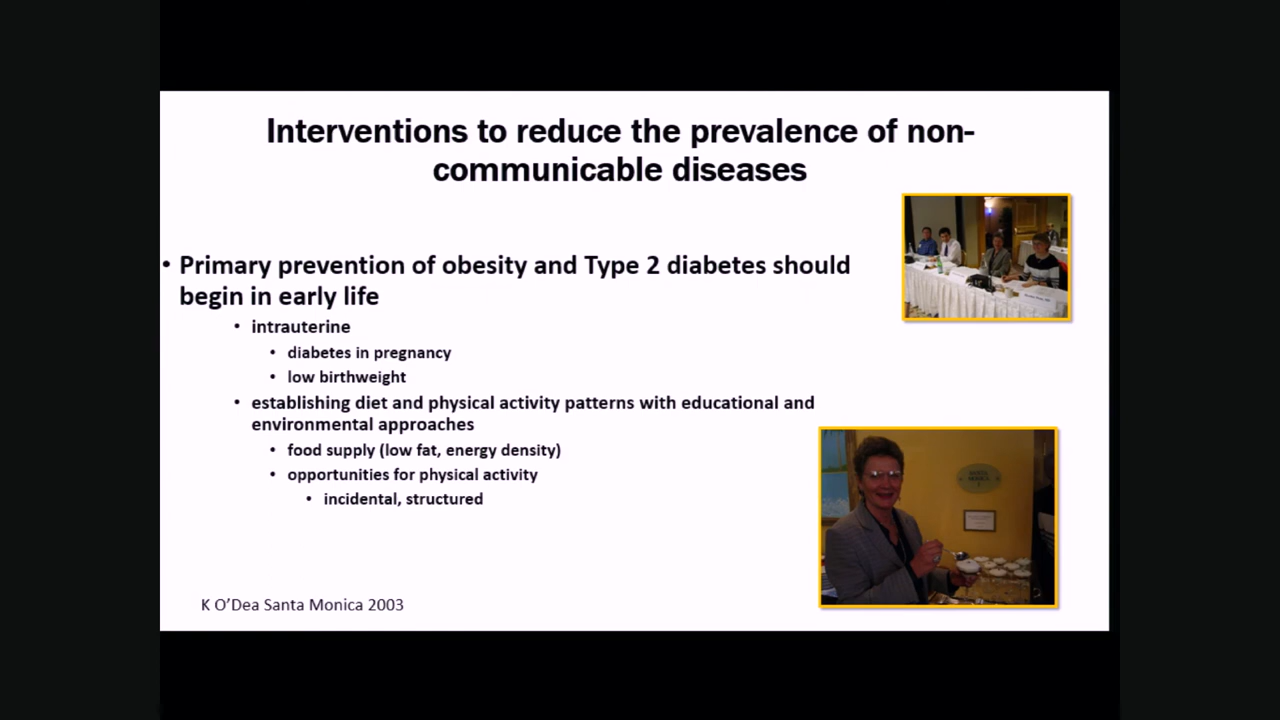 Interventions to reduce the prevalence of non-
communicable diseases
• Primary prevention of obesity and Type 2 diabetes should
begin in early life
• intrauterine
• diabetes in pregnancy
• low birthweight
• establishing diet and physical activity patterns with educational and
environmental approaches
• food supply (low fat, energy density)
• opportunities for physical activity
• incidental, structured
K O’Dea Santa Monica 2003